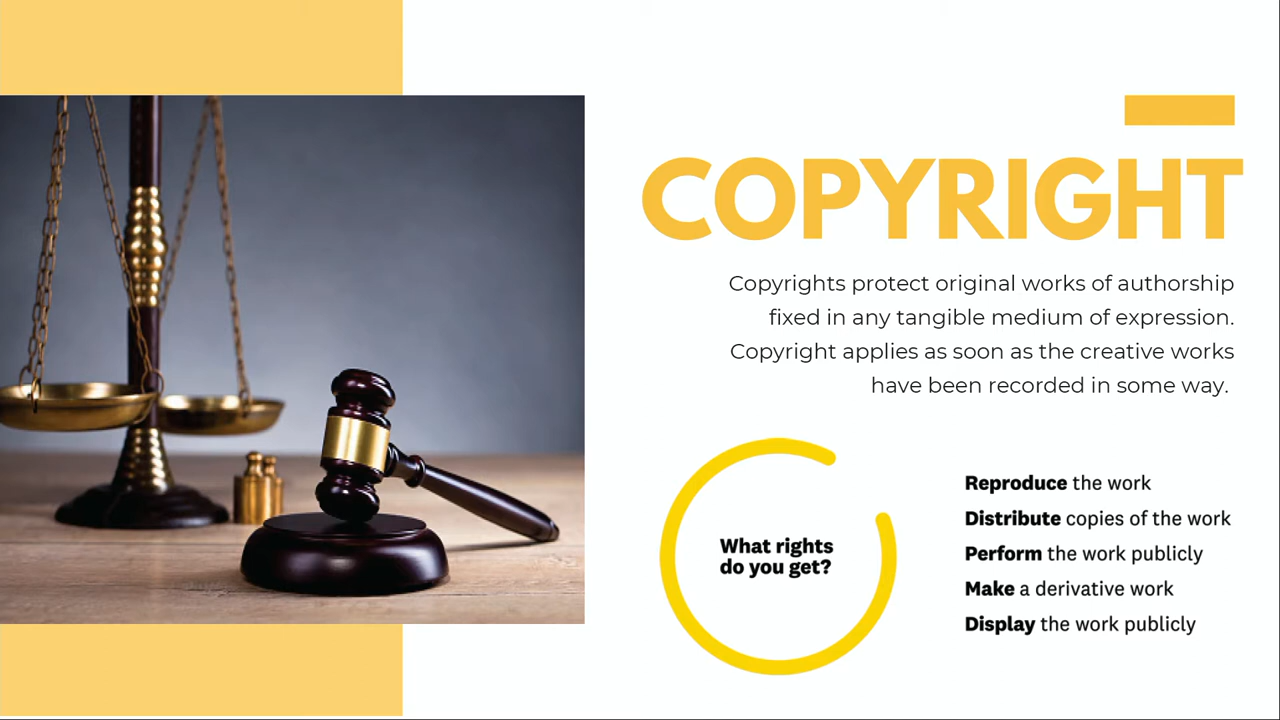 COPYRIGHT
Copyrights protect original works of authorship
fixed in any tangible medium of expression.
Copyright applies as soon as the creative works
have been recorded in some way.
What rights
do you get?
Reproduce the work
Distribute copies of the work
Perform the work publicly
Make a derivative work
Display the work publicly